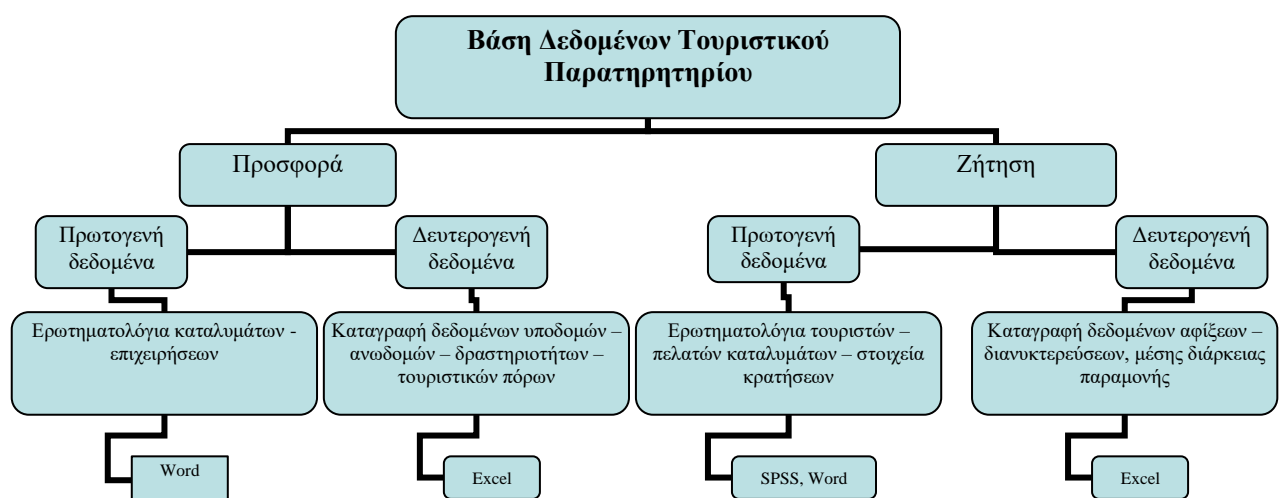 Βάση Δεδομένων Τουριστικού
Παρατηρητηρίου
Προσφορά
Ζήτηση
Πρωτογενή
δεδομένα
Δευτερογενή
δεδομένα
Πρωτογενή
δεδομένα
Δευτερογενή
δεδομένα
Ερωτηματολόγια καταλυμάτων -
επιχειρήσεων
Καταγραφή δεδομένων υποδομών –
ανωδομών – δραστηριοτήτων –
τουριστικών πόρων
Ερωτηματολόγια τουριστών –
πελατών καταλυμάτων – στοιχεία
κρατήσεων
Καταγραφή δεδομένων αφίξεων –
διανυκτερεύσεων, μέσης διάρκειας
παραμονής
Word
Excel
SPSS, Word
Excel